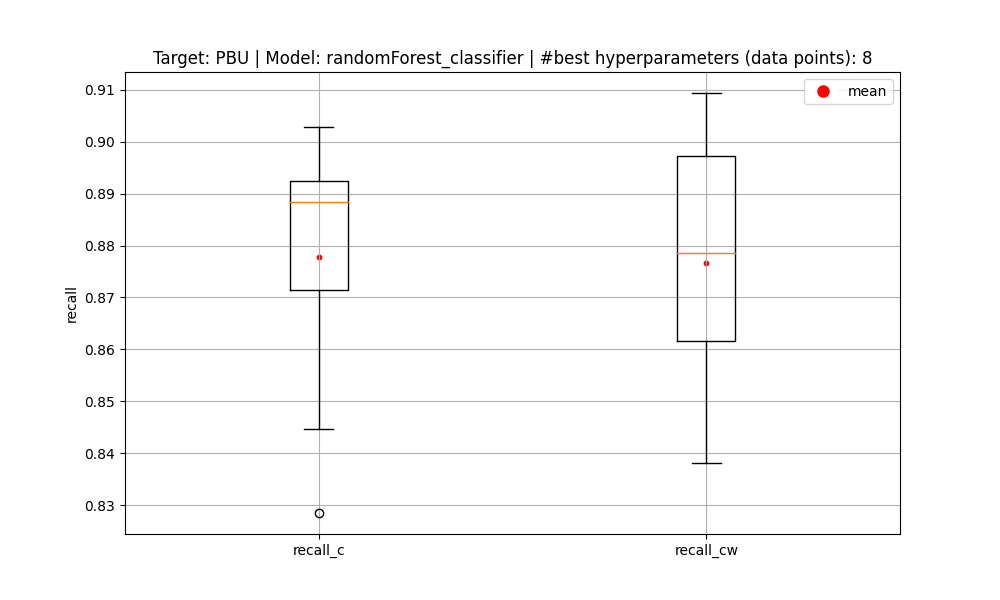 Target: PBU | Model: randomForest_classifier | #best hyperparameters (data points): 8
mean
0.91
0.90
0.89
0.88
0.87
0.86
0.85
0.84
0.83
recall
recall_c
recall_cw